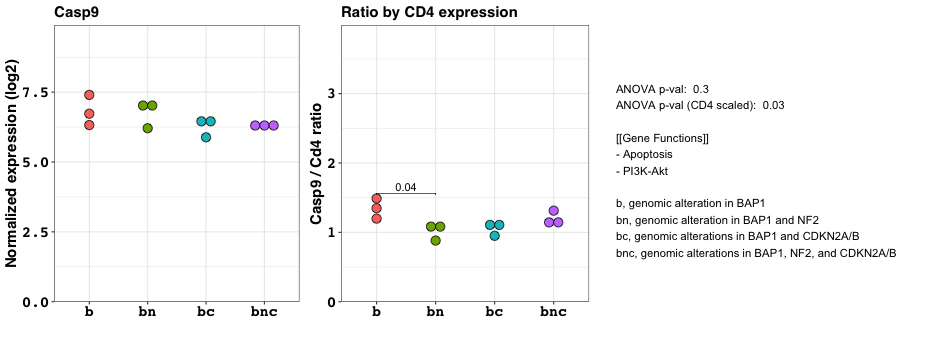 Casp9
Normalized expression (log2)
7.5
5.0
2.5
0.0
b bn bc bnc
Ratio by CD4 expression
Casp9 / Cd4 ratio
3
2
1
0
0.04
b bn bc bnc
ANOVA p-val: 0.3
ANOVA p-val (CD4 scaled): 0.03
[[Gene Functions]]
- Apoptosis
- PI3K-Akt
b, genomic alteration in BAP1
bn, genomic alteration in BAP1 and NF2
bc, genomic alterations in BAP1 and CDKN2A/B
bnc, genomic alterations in BAP1, NF2, and CDKN2A/B